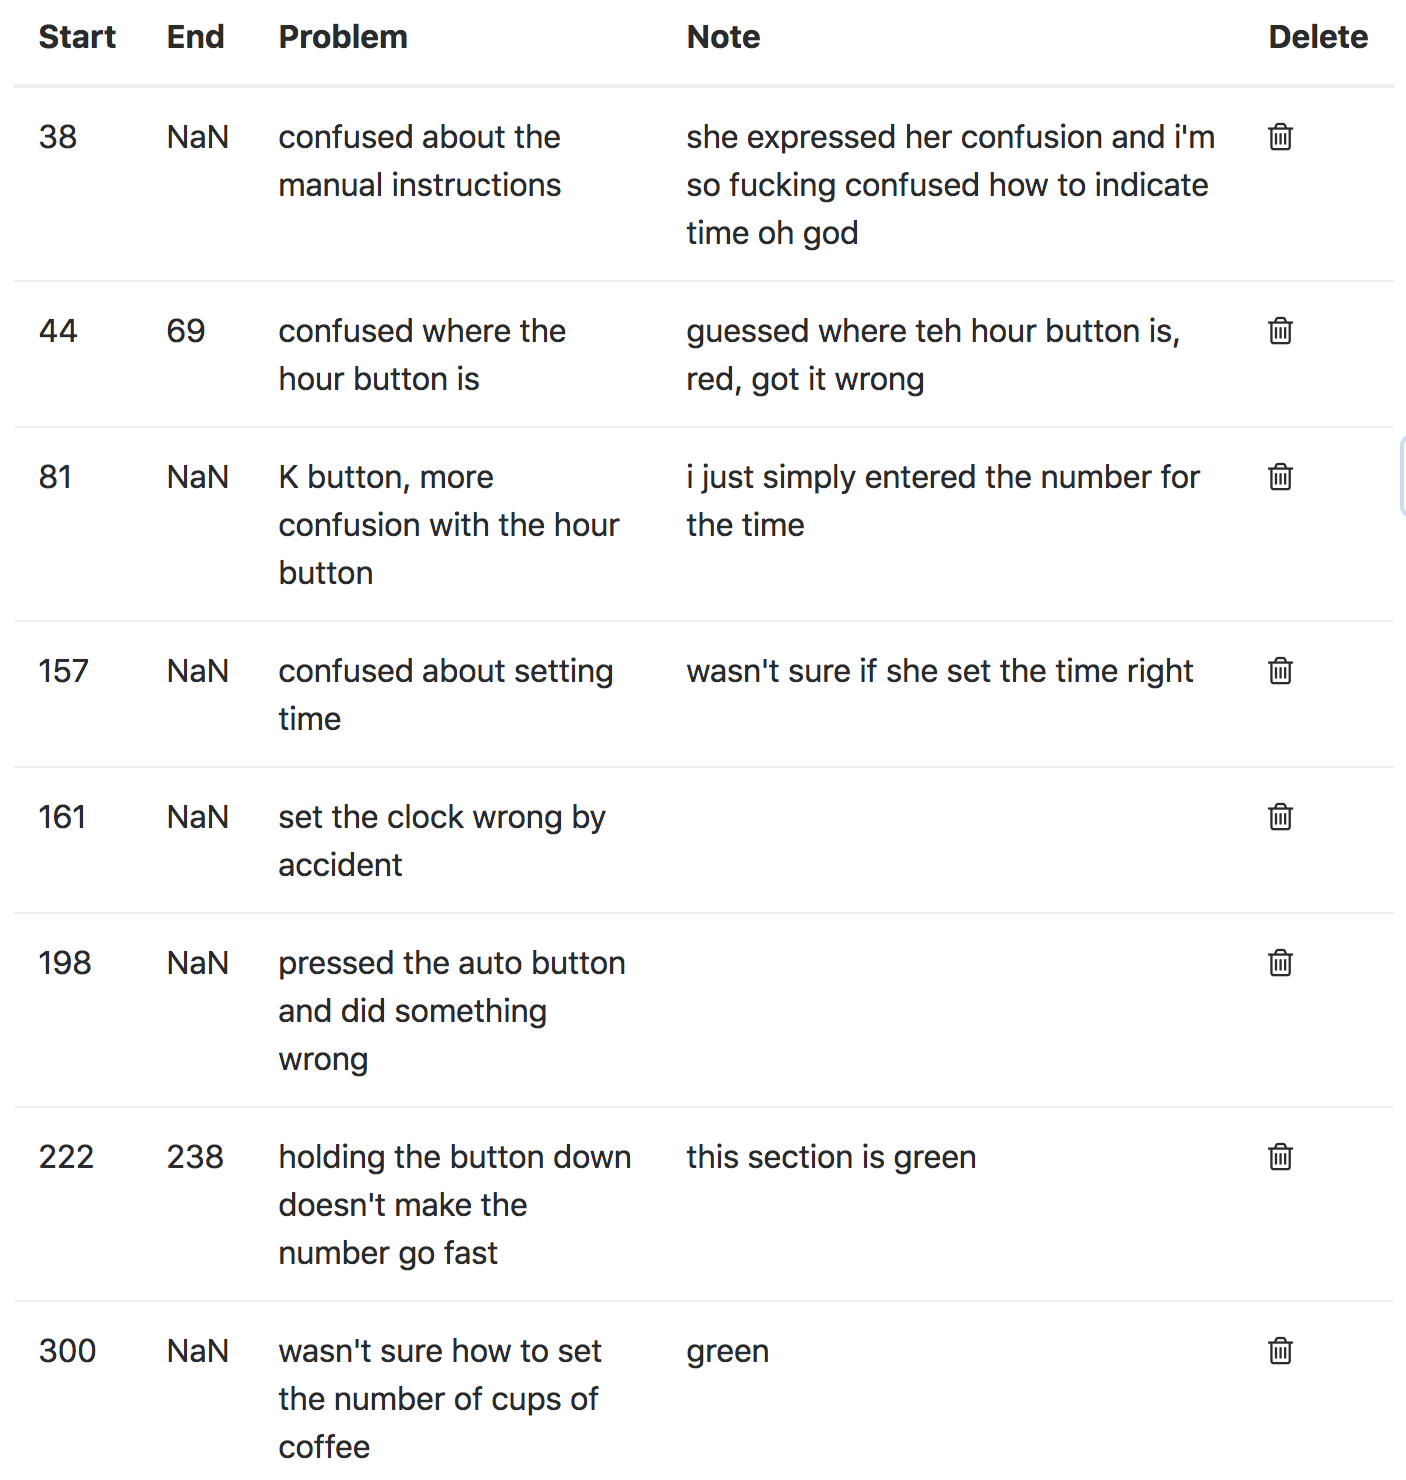 Start End Problem Note Delete
38 NaN confused about the she expressed her confusion and i'm
manual instructions so fucking confused how to indicate
time oh god
44 69 confused where the guessed where teh hour button is,
hour button is red, got it wrong
81 NaN K button, more i just simply entered the number for
confusion with the hour the time
button
157 NaN confused about setting wasn't sure if she set the time right
time
161 NaN set the clock wrong by
accident
198 NaN pressed the auto button
and did something
wrong
222 238 holding the button down this section is green
doesn't make the
number go fast
300 NaN wasn't sure how to set green
the number of cups of
coffee